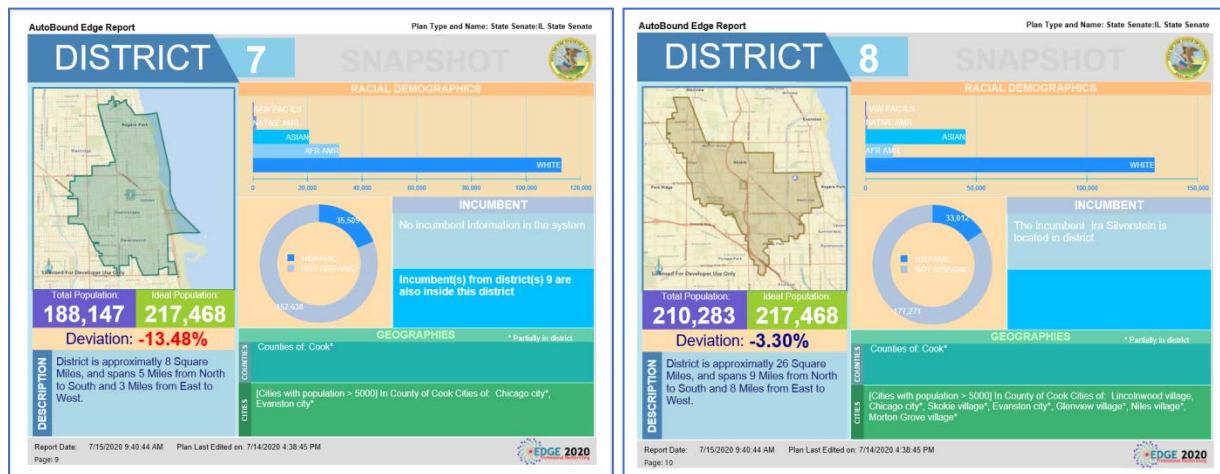 AutoBound Edge Report
Plan Type and Name: State Senate:IL State Senate
DISTRICT 7
SNAPSHOT
RACIAL DEMOGRAPHICS
HAW PAC ILS
NATIVE AMR
ASIAN
AFR AMR
WHITE
0 20,000 40,000 60,000 80,000 100,000 120,000
Rogers Park
7
Licensed For Developer Use Only
35,509
HISPANIC
NOT HISPANIC
152,638
INCUMBENT
No incumbent information in the system
Incumbent(s) from district(s) 9 are
also inside this district
Total Population:
188,147
Ideal Population:
217,468
Deviation: -13.48%
GEOGRAPHIES
* Partially in district
DESCRIPTION
District is approximatly 8 Square
Miles, and spans 5 Miles from North
to South and 3 Miles from East to
West.
COUNTIES
Counties of: Cook*
CITIES
[Cities with population > 5000] In County of Cook Cities of: Chicago city*,
Evanston city*
Report Date: 7/15/2020 9:40:44 AM Plan Last Edited on: 7/14/2020 4:38:45 PM
Page: 9
EDGE 2020
Professional Redistricting
AutoBound Edge Report
Plan Type and Name: State Senate:IL State Senate
DISTRICT 8
SNAPSHOT
RACIAL DEMOGRAPHICS
HAW PAC ILS
NATIVE AMR
ASIAN
AFR AMR
WHITE
0 50,000 100,000 150,000
Rogers Park
Licensed For Developer Use Only
33,012
HISPANIC
NOT HISPANIC
177,271
INCUMBENT
The incumbent Ira Silverstein is
located in district.
Total Population:
210,283
Ideal Population:
217,468
Deviation: -3.30%
GEOGRAPHIES
* Partially in district
DESCRIPTION
District is approximatly 26 Square
Miles, and spans 9 Miles from North
to South and 8 Miles from East to
West.
COUNTIES
Counties of: Cook*
CITIES
[Cities with population > 5000] In County of Cook Cities of: Lincolnwood village,
Chicago city*, Skokie village*, Evanston city*, Glenview village*, Niles village*,
Morton Grove village*
Report Date: 7/15/2020 9:40:44 AM Plan Last Edited on: 7/14/2020 4:38:45 PM
Page: 10
EDGE 2020
Professional Redistricting